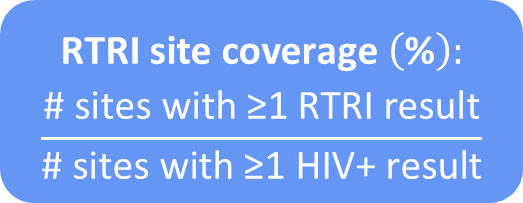 RTRI site coverage (%):
# sites with ≥1 RTRI result
# sites with ≥1 HIV+ result